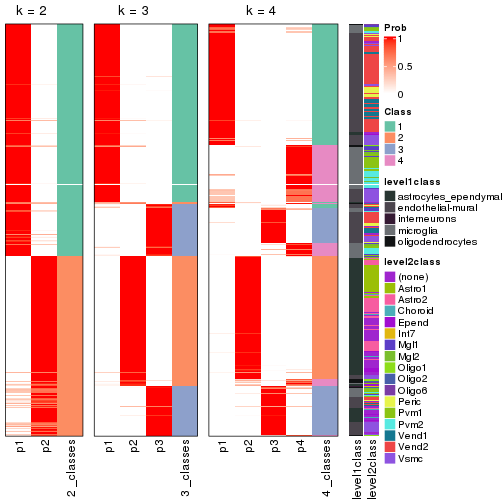 k = 2
k = 3
k = 4
p1
p2
2_classes
p1
p2
p3
3_classes
p1
p2
p3
p4
4_classes
level1class
level2class
Prob
1
0.5
0
Class
1
2
3
4
level1class
astrocytes_ependymal
endothelial-mural
interneurons
microglia
oligodendrocytes
level2class
(none)
Astro1
Astro2
Choroid
Epend
Int7
Mgl1
Mgl2
Oligo1
Oligo2
Oligo6
Peric
Pvm1
Pvm2
Vend1
Vend2
Vsmc